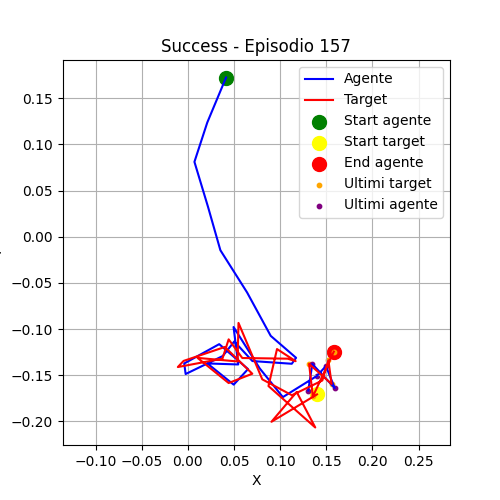 Success - Episodio 157
Agente
Target
Start agente
Start target
End agente
Ultimi target
Ultimi agente
0.15
0.10
0.05
0.00
−0.05
−0.10
−0.15
−0.20
−0.10 −0.05 0.00 0.05 0.10 0.15 0.20 0.25
X